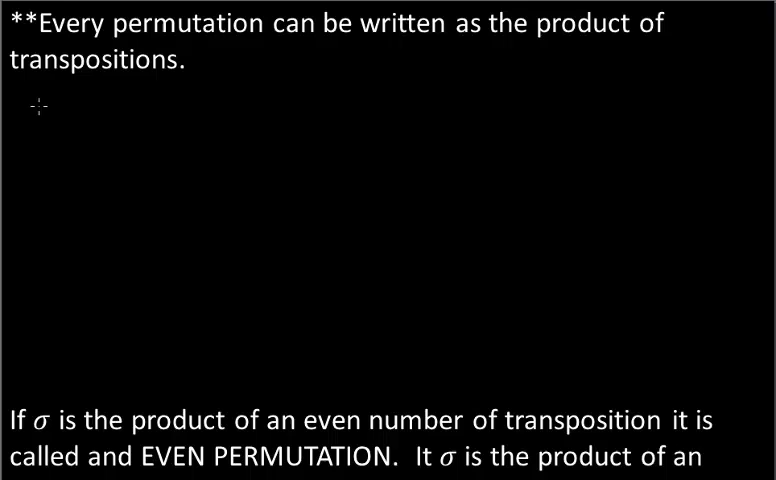 **Every permutation can be written as the product of
transpositions.
If 𝜎 is the product of an even number of transposition it is
called and EVEN PERMUTATION.  It 𝜎 is the product of an